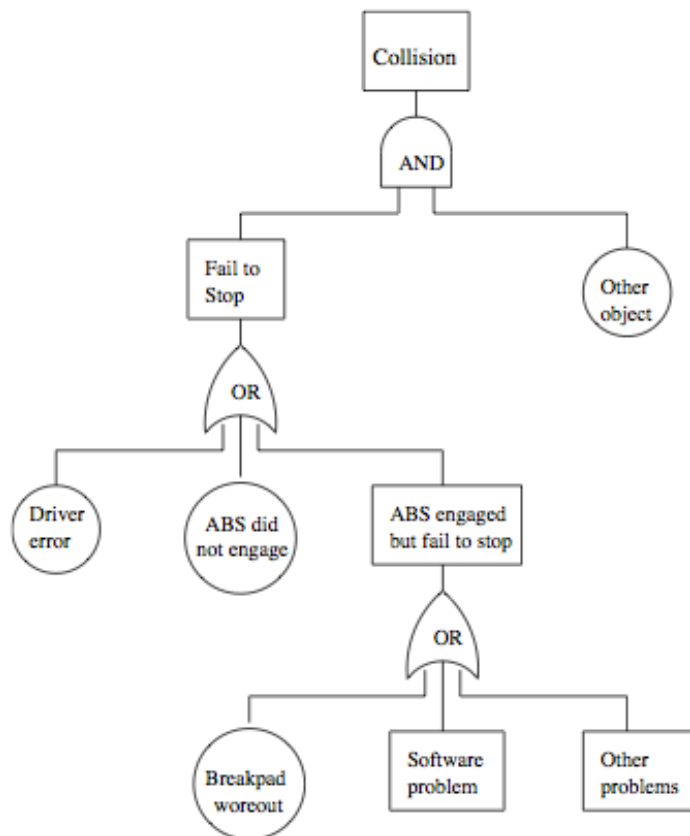 Collision
AND
Fail to
Stop
Other
object
OR
Driver
error
ABS did
not engage
ABS engaged
but fail to stop
OR
Breakpad
woreout
Software
problem
Other
problems